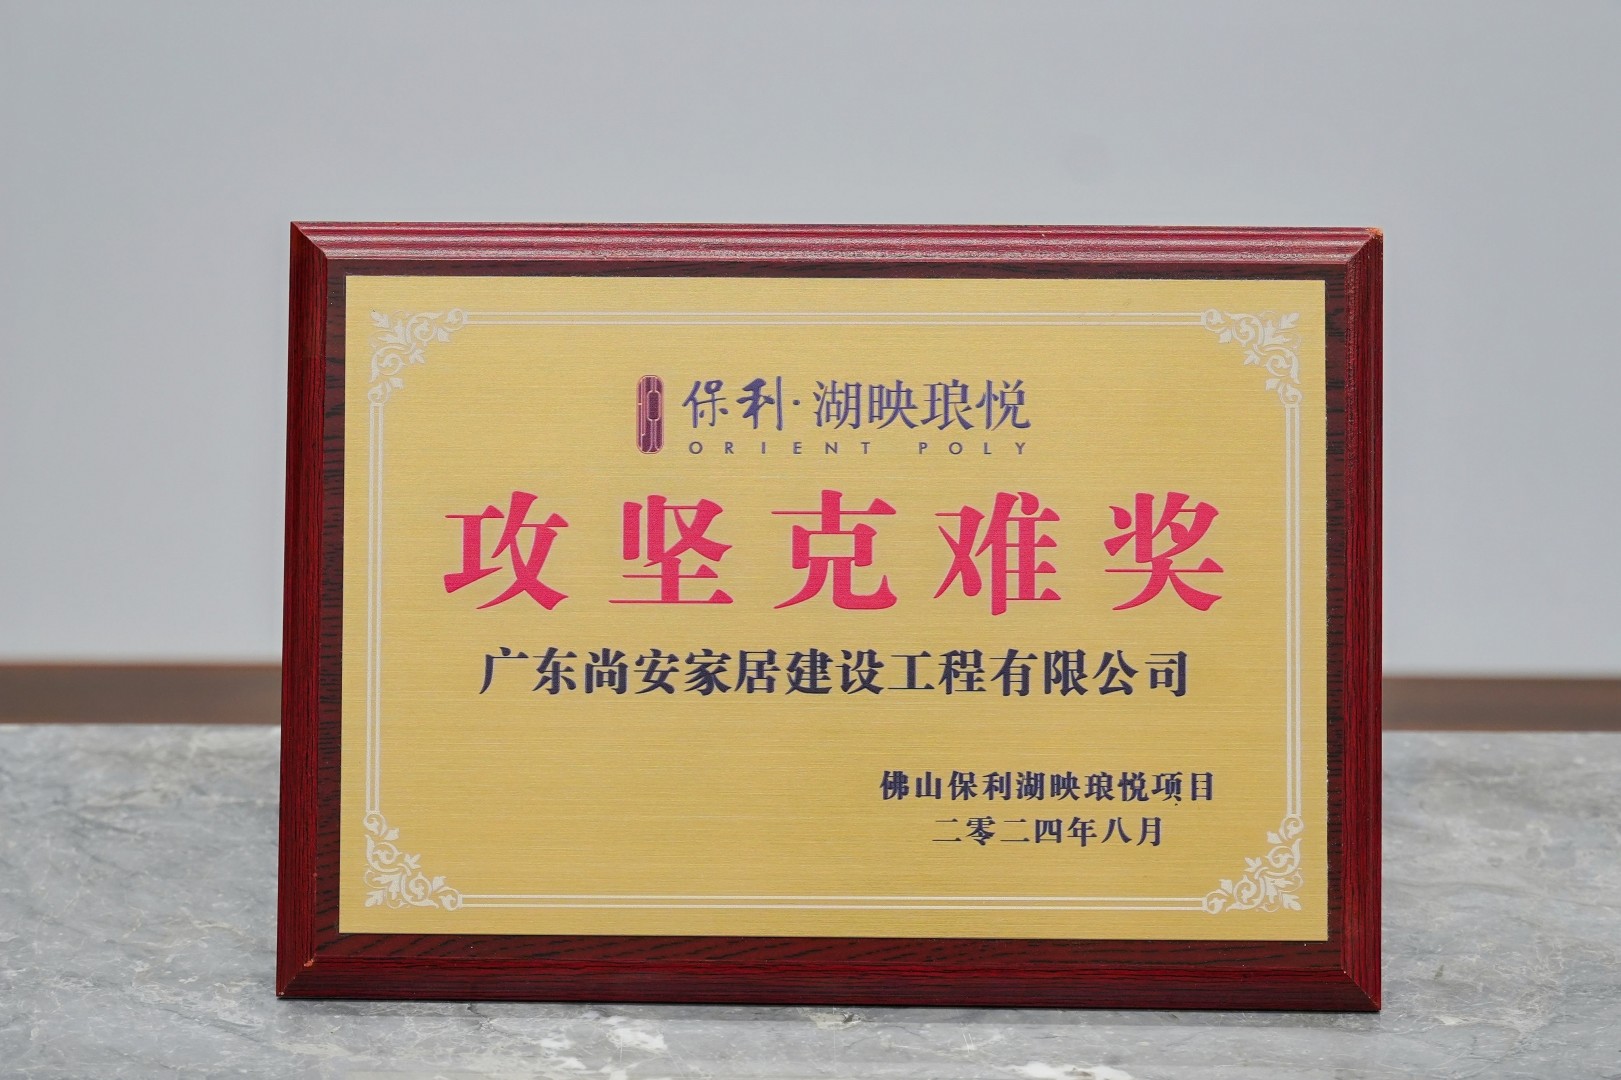 保利·湖映琅悦
ORIENT POLY
攻坚克难奖
广东尚安家居建设工程有限公司
佛山保利湖映琅悦项目
二零二四年八月